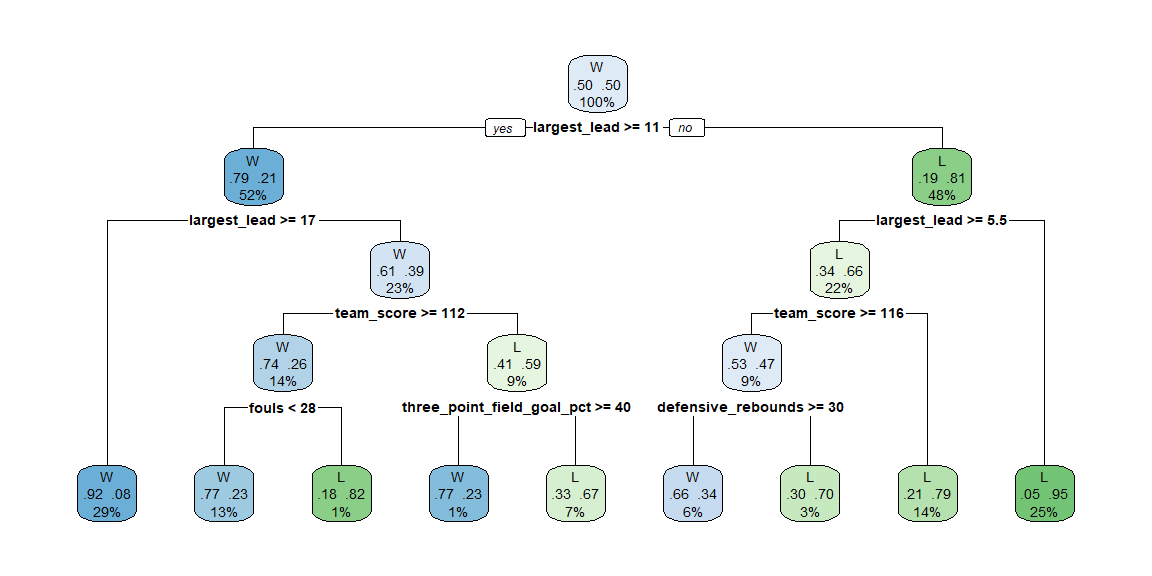 W
.50 .50
100%
yes largest_lead >= 11 no
W
.79 .21
52%
L
.19 .81
48%
largest_lead >= 17
largest_lead >= 5.5
W
.61 .39
23%
L
.34 .66
22%
team_score >= 112
team_score >= 116
W
.74 .26
14%
L
.41 .59
9%
W
.53 .47
9%
fouls < 28
three_point_field_goal_pct >= 40
defensive_rebounds >= 30
W
.92 .08
29%
W
.77 .23
13%
L
.18 .82
1%
W
.77 .23
1%
L
.33 .67
7%
W
.66 .34
6%
L
.30 .70
3%
L
.21 .79
14%
L
.05 .95
25%